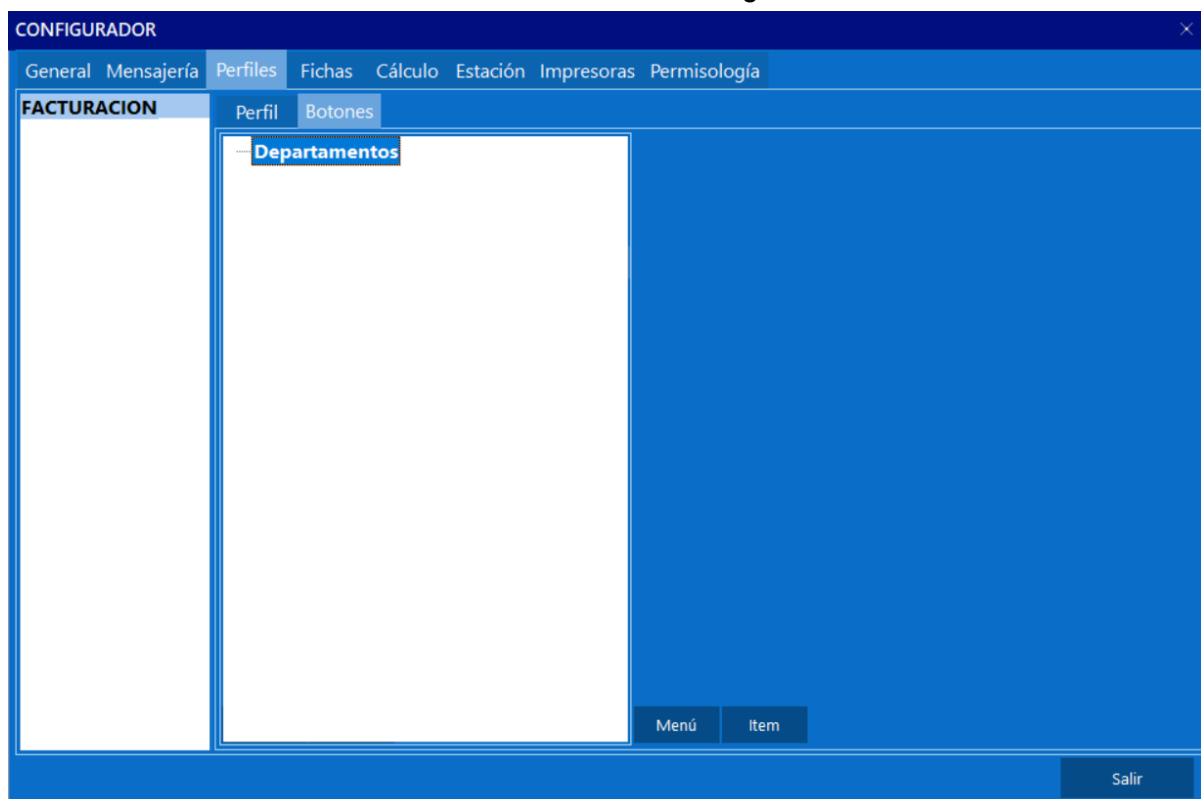 CONFIGURADOR
General Mensajería Perfiles Fichas Cálculo Estación Impresoras Permisología
FACTURACION
Perfil Botones
Departamentos
Menú Item
Salir